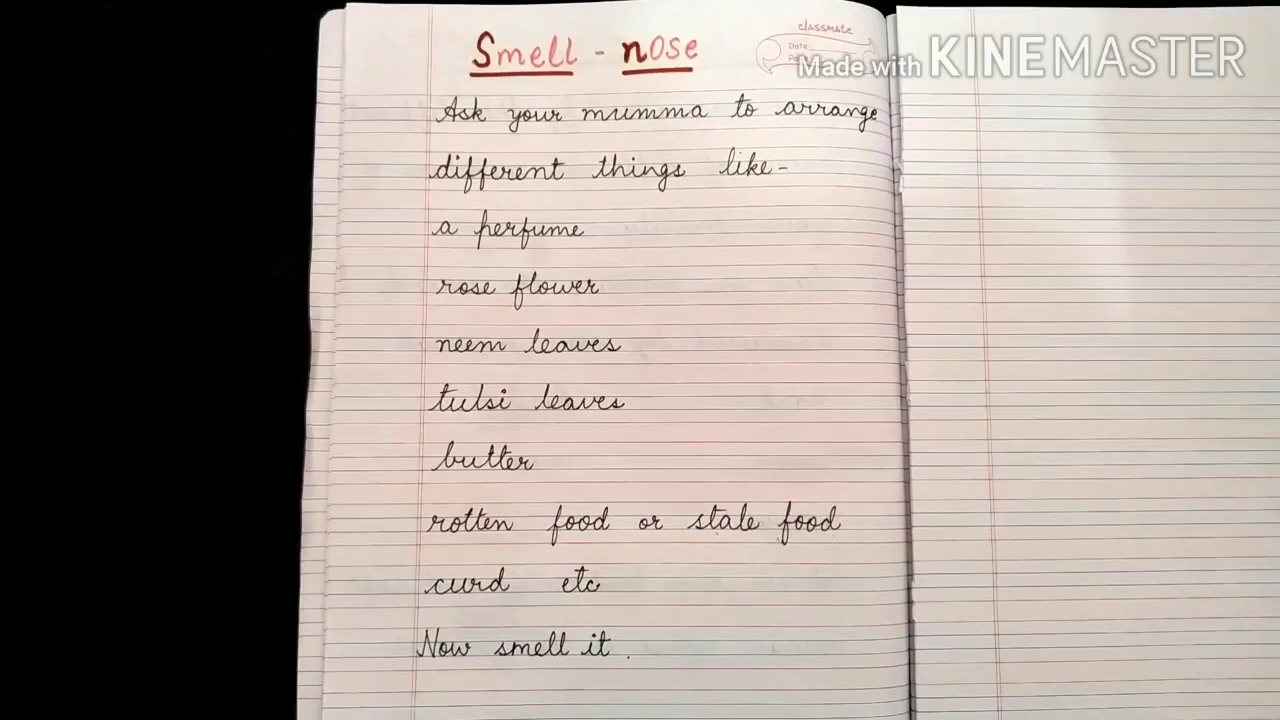 Smell - nose
classmate
Date
Made with KINEMASTER
Ask your mumma to arrange
different things like-
a perfume
rose flower
neem leaves
tulsi leaves
butter
rotten food or stale food
curd etc
Now smell it.